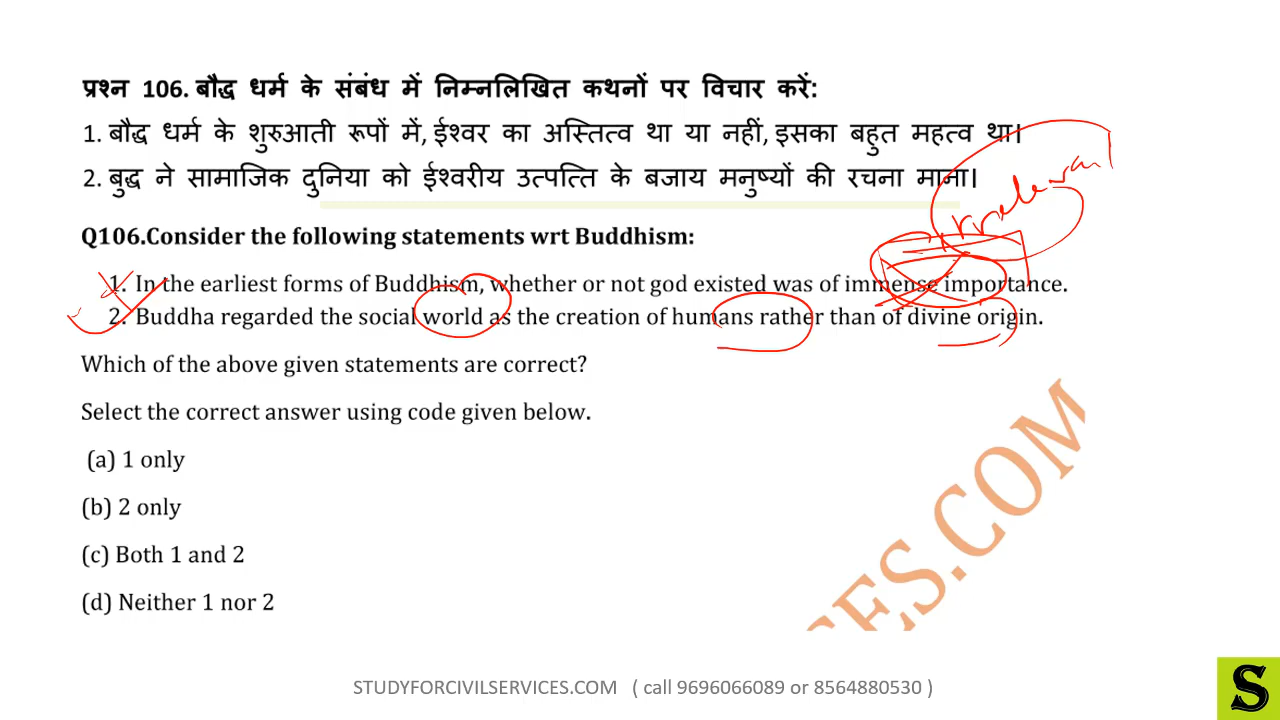 प्रश्न 106. बौद्ध धर्म के संबंध में निम्नलिखित कथनों पर विचार करें:
1. बौद्ध धर्म के शुरुआती रूपों में, ईश्वर का अस्तित्व था या नहीं, इसका बहुत महत्व था।
2. बुद्ध ने सामाजिक दुनिया को ईश्वरीय उत्पत्ति के बजाय मनुष्यों की रचना माना।
Irrelevant
Q106.Consider the following statements wrt Buddhism:
1. In the earliest forms of Buddhism, whether or not god existed was of immense importance.
2. Buddha regarded the social world as the creation of humans rather than of divine origin.
Which of the above given statements are correct?
Select the correct answer using code given below.
(a) 1 only
(b) 2 only
(c) Both 1 and 2
(d) Neither 1 nor 2
CES.COM
STUDYFORCIVILSERVICES.COM ( call 9696066089 or 8564880530 )
S